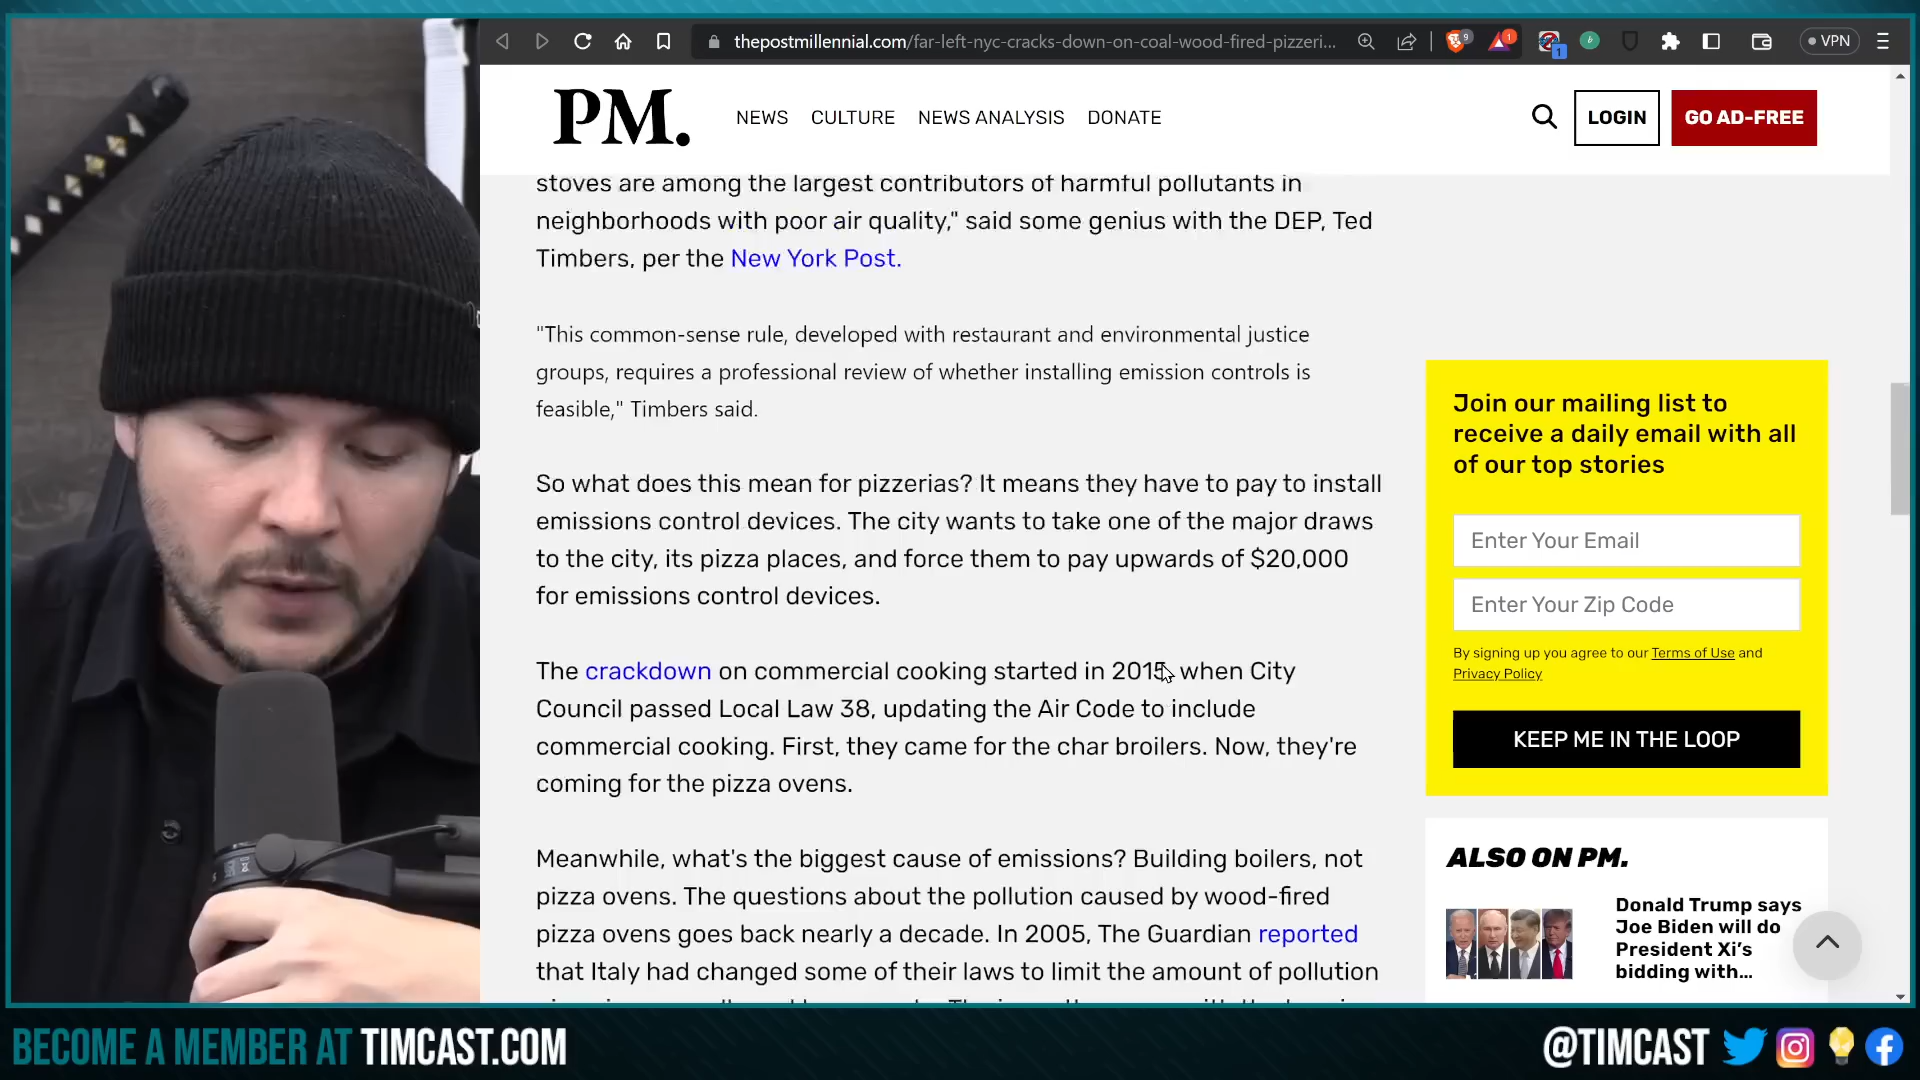 thepostmillennial.com/far-left-nyc-cracks-down-on-coal-wood-fired-pizzeri...
9
1
1
b
VPN
PM.
NEWS
CULTURE
NEWS ANALYSIS
DONATE
LOGIN
GO AD-FREE
stoves are among the largest contributors of harmful pollutants in
neighborhoods with poor air quality," said some genius with the DEP, Ted
Timbers, per the New York Post.
"This common-sense rule, developed with restaurant and environmental justice
groups, requires a professional review of whether installing emission controls is
feasible," Timbers said.
So what does this mean for pizzerias? It means they have to pay to install
emissions control devices. The city wants to take one of the major draws
to the city, its pizza places, and force them to pay upwards of $20,000
for emissions control devices.
The crackdown on commercial cooking started in 2015, when City
Council passed Local Law 38, updating the Air Code to include
commercial cooking. First, they came for the char broilers. Now, they're
coming for the pizza ovens.
Meanwhile, what's the biggest cause of emissions? Building boilers, not
pizza ovens. The questions about the pollution caused by wood-fired
pizza ovens goes back nearly a decade. In 2005, The Guardian reported
that Italy had changed some of their laws to limit the amount of pollution
Join our mailing list to
receive a daily email with all
of our top stories
Enter Your Email
Enter Your Zip Code
By signing up you agree to our Terms of Use and
Privacy Policy
KEEP ME IN THE LOOP
ALSO ON PM.
Donald Trump says
Joe Biden will do
President Xi's
bidding with...
BECOME A MEMBER AT TIMCAST.COM
@TIMCAST